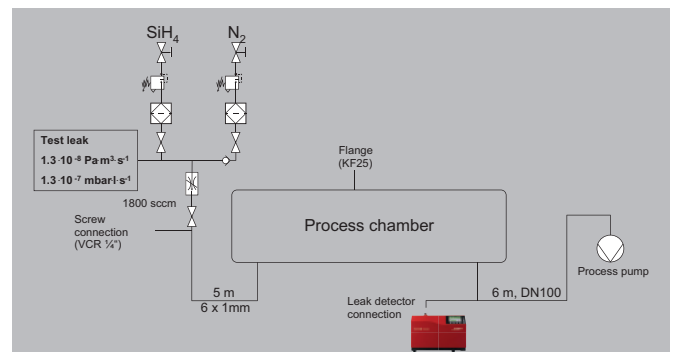 SiH4
N2
Test leak
1.3·10 -8 Pa·m3·s-1
1.3·10 -7 mbar·l·s-1
Flange
(KF25)
1800 sccm
Screw
connection
(VCR ¼")
Process chamber
Process pump
5 m
6 x 1mm
Leak detector
connection
6 m, DN100